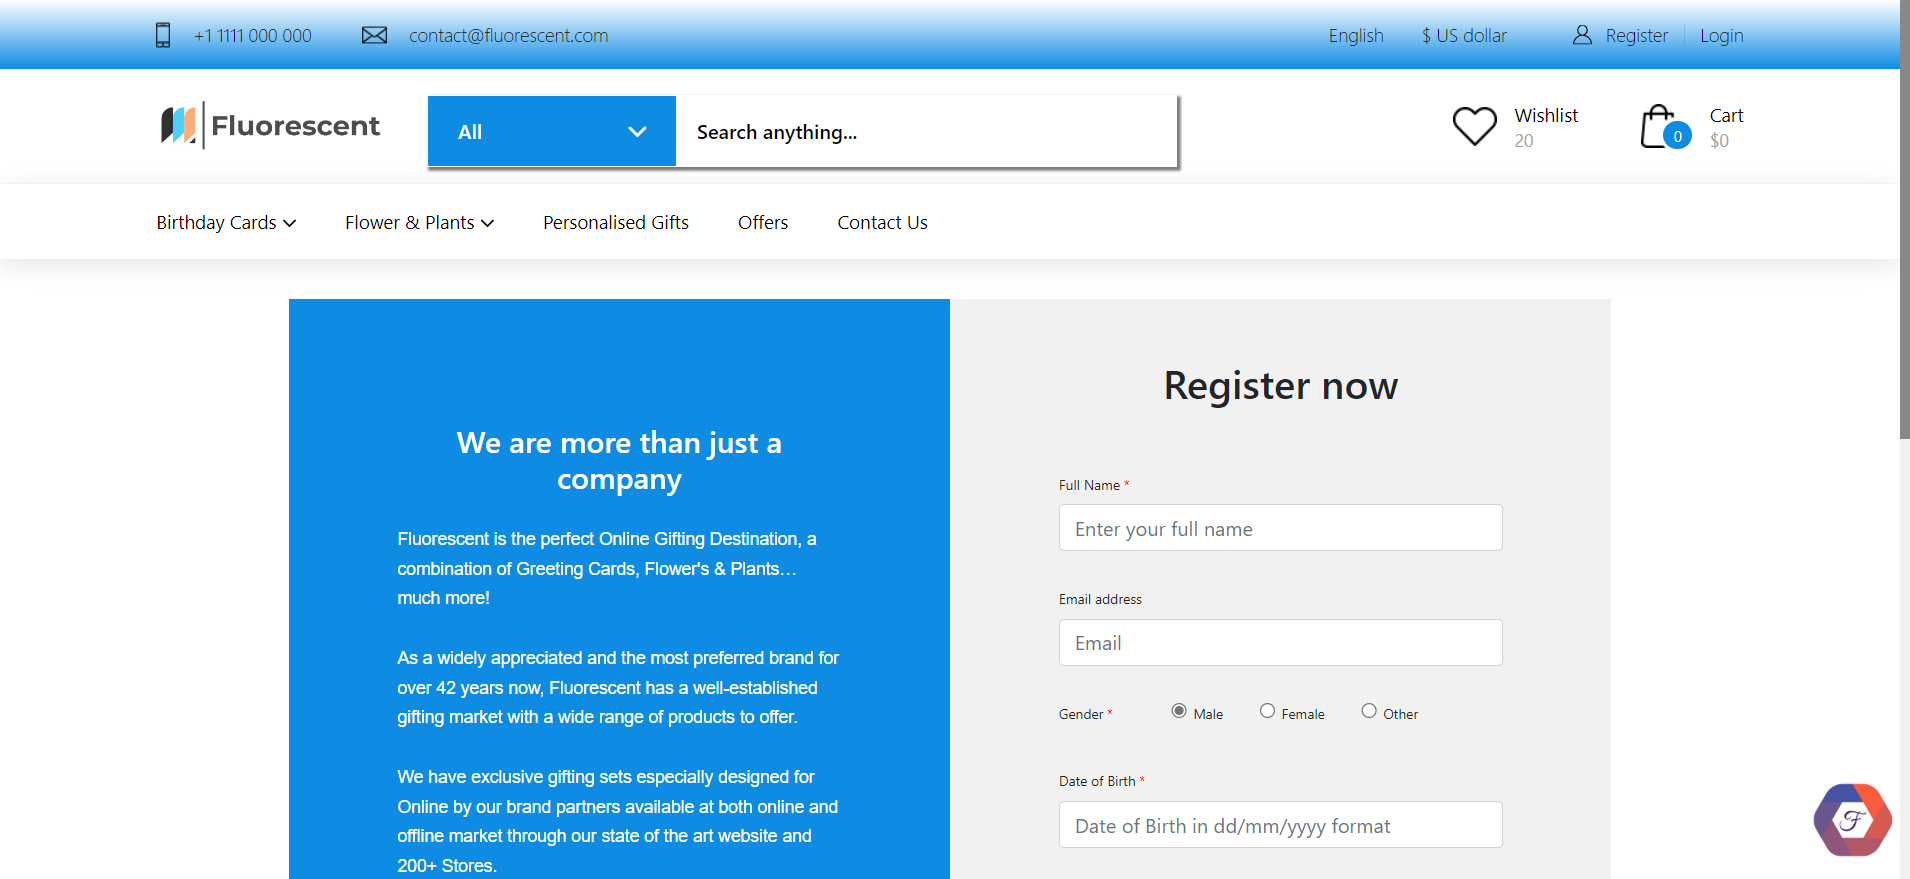 +1 1111 000 000
contact@fluorescent.com
English
$ US dollar
Register
Login
Fluorescent
All
Search anything...
Wishlist
20
0
Cart
$0
Birthday Cards
Flower & Plants
Personalised Gifts
Offers
Contact Us
We are more than just a
company
Fluorescent is the perfect Online Gifting Destination, a
combination of Greeting Cards, Flower's & Plants…
much more!
As a widely appreciated and the most preferred brand for
over 42 years now, Fluorescent has a well-established
gifting market with a wide range of products to offer.
We have exclusive gifting sets especially designed for
Online by our brand partners available at both online and
offline market through our state of the art website and
200+ Stores.
Register now
Full Name *
Enter your full name
Email address
Email
Gender *
Male
Female
Other
Date of Birth *
Date of Birth in dd/mm/yyyy format
F